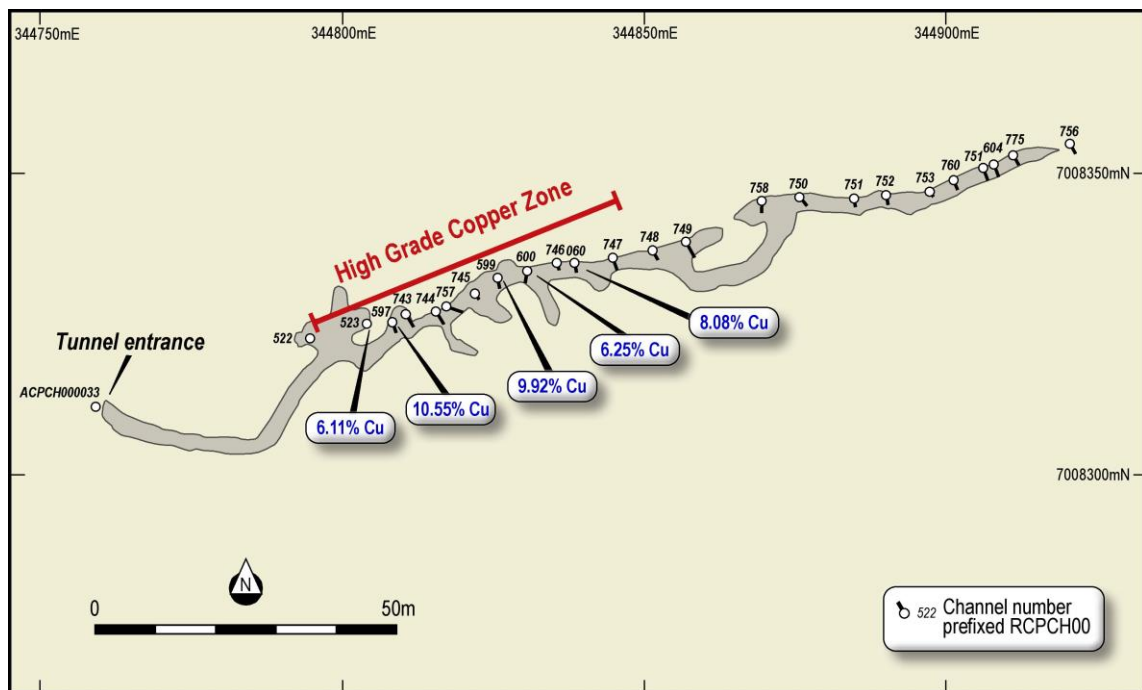 344750mE
344800mE
344850mE
344900mE
756
775
604
751
760
753
752
751
750
758
7008350mN
High Grade Copper Zone
749
748
747
060
746
600
599
745
757
744
743
597
523
522
8.08% Cu
6.25% Cu
9.92% Cu
10.55% Cu
6.11% Cu
Tunnel entrance
ACPCH000033
7008300mN
N
0
50m
522 Channel number
prefixed RCPCH00